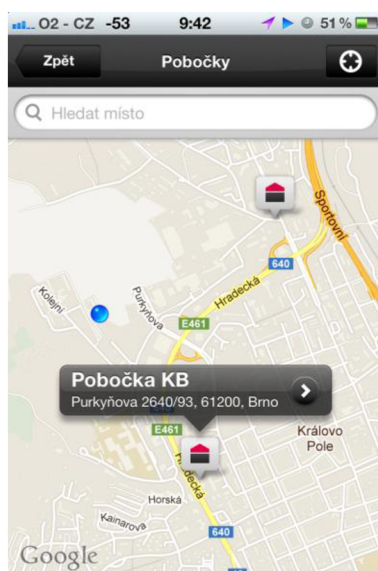 O2 - CZ -53 9:42 51 %
Zpět Pobočky
Hledat místo
Sportovní
640
Hradecká
Kolejní
Purkyňova
E461
Pobočka KB
Purkyňova 2640/93, 61200, Brno
E461
Královo
Pole
Hradecká
Horská
Kainarova
640
Google